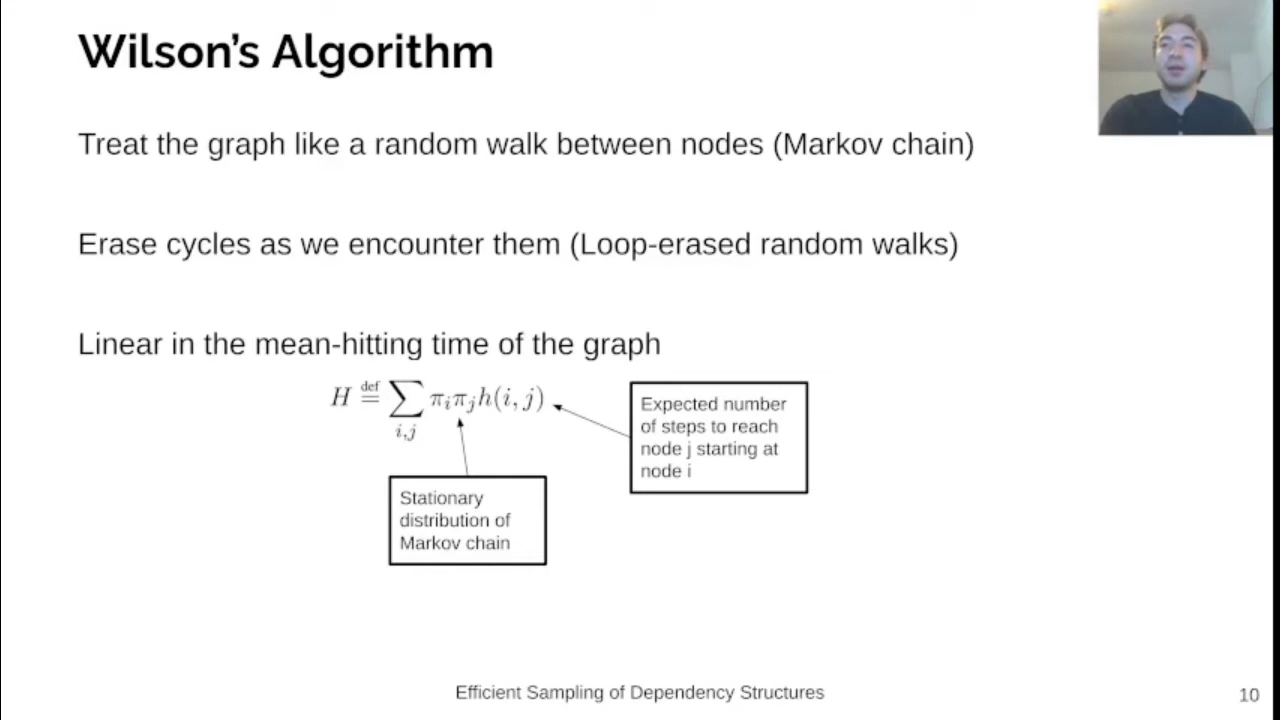 Wilson's Algorithm
Treat the graph like a random walk between nodes (Markov chain)
Erase cycles as we encounter them (Loop-erased random walks)
Linear in the mean-hitting time of the graph
H ≝ ∑_{i,j} π_i π_j h(i, j)
Expected number
of steps to reach
node j starting at
node i
Stationary
distribution of
Markov chain
Efficient Sampling of Dependency Structures
10